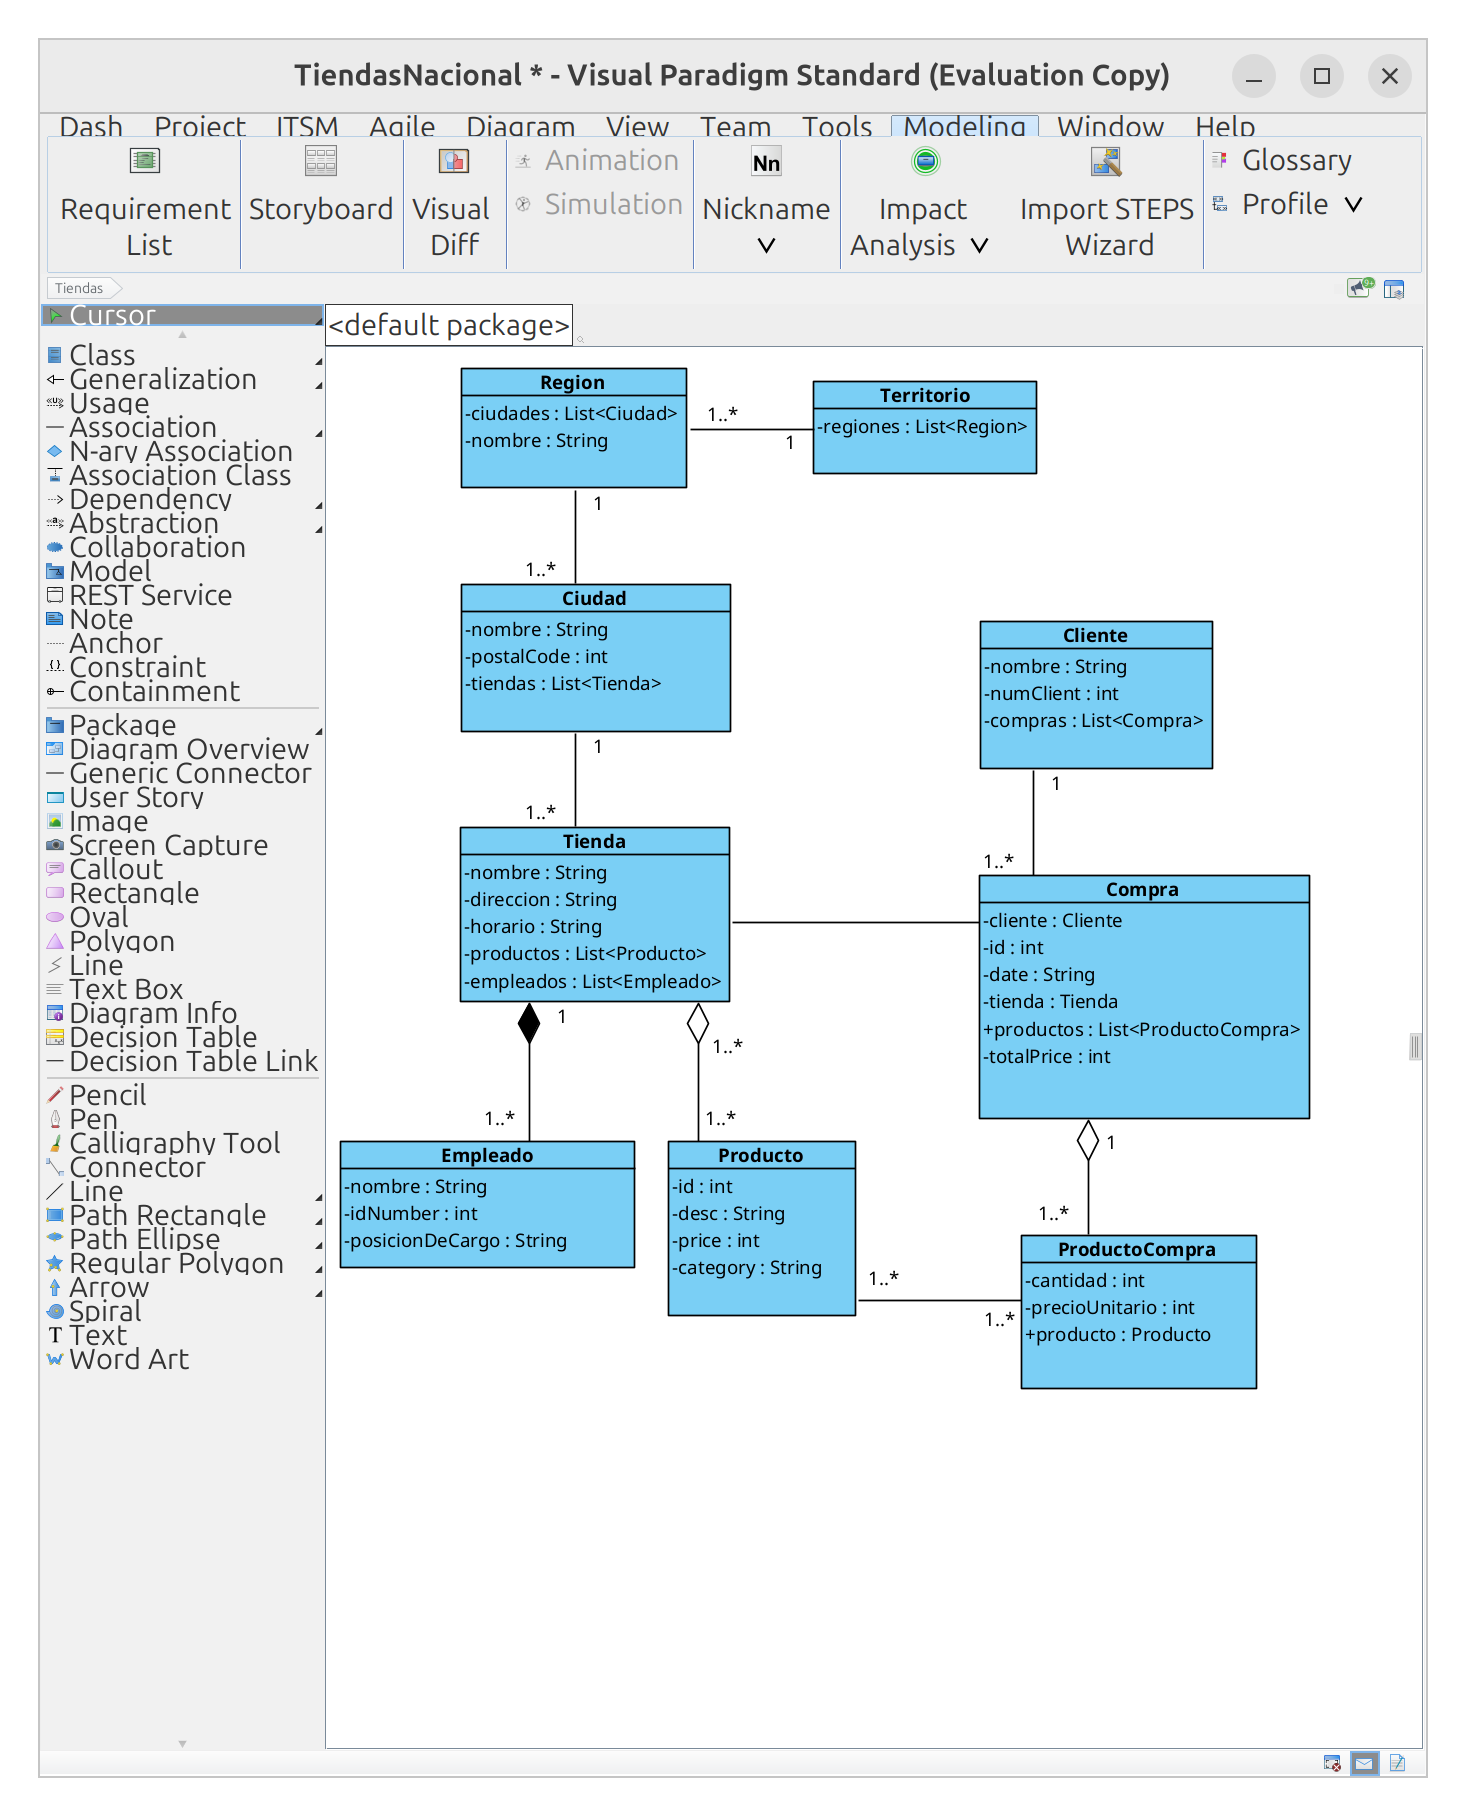 TiendasNacional * - Visual Paradigm Standard (Evaluation Copy)
Dash Project ITSM Agile Diagram View Team Tools Modeling Window Help
Requirement List
Storyboard
Visual Diff
Animation
Simulation
Nn
Nickname
Impact Analysis
Import STEPS Wizard
Glossary
Profile
Tiendas
9+
Cursor
Class
Generalization
Usage
Association
N-ary Association
Association Class
Dependency
Abstraction
Collaboration
Model
REST Service
Note
Anchor
Constraint
Containment
Package
Diagram Overview
Generic Connector
User Story
Image
Screen Capture
Callout
Rectangle
Oval
Polygon
Line
Text Box
Diagram Info
Decision Table
Decision Table Link
Pencil
Pen
Calligraphy Tool
Connector
Line
Path Rectangle
Path Ellipse
Regular Polygon
Arrow
Spiral
Text
Word Art
<default package>
Region
-ciudades : List<Ciudad>
-nombre : String
1..*
1
Territorio
-regiones : List<Region>
1
1..*
Ciudad
-nombre : String
-postalCode : int
-tiendas : List<Tienda>
1
1..*
Cliente
-nombre : String
-numClient : int
-compras : List<Compra>
1
1..*
Tienda
-nombre : String
-direccion : String
-horario : String
-productos : List<Producto>
-empleados : List<Empleado>
Compra
-cliente : Cliente
-id : int
-date : String
-tienda : Tienda
+productos : List<ProductoCompra>
-totalPrice : int
1
1..*
1..*
1..*
1
1..*
Empleado
-nombre : String
-idNumber : int
-posicionDeCargo : String
Producto
-id : int
-desc : String
-price : int
-category : String
1..*
1..*
ProductoCompra
-cantidad : int
-precioUnitario : int
+producto : Producto